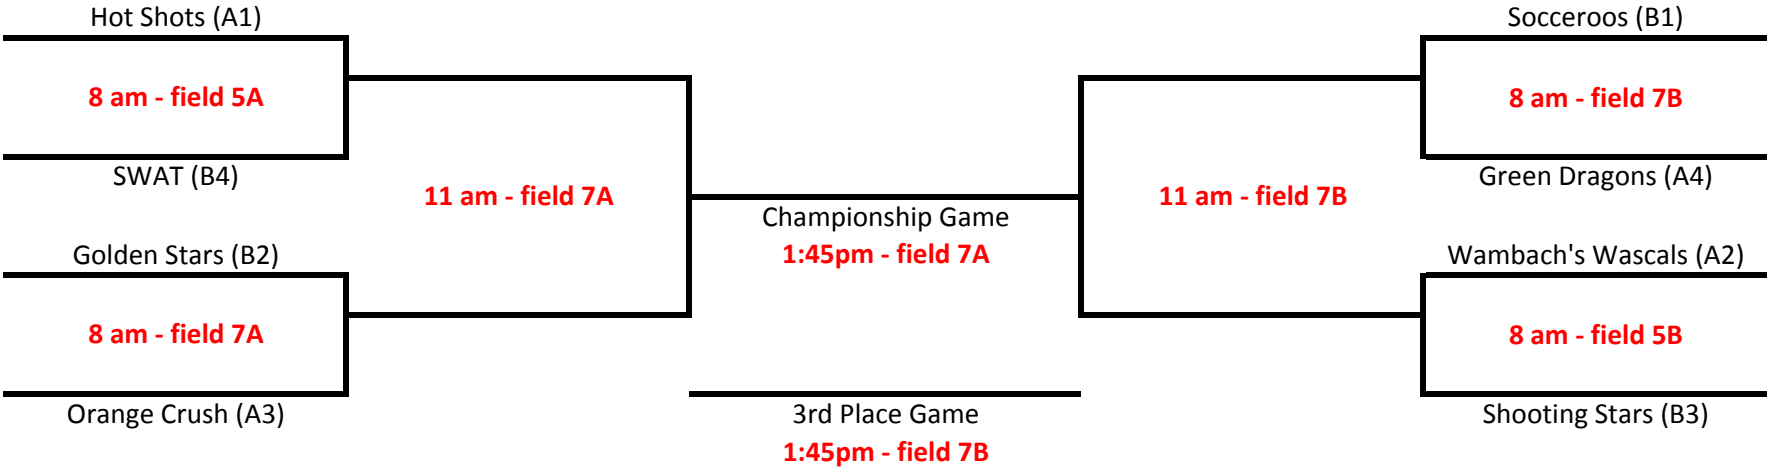 Hot Shots (A1)
8 am - field 5A
SWAT (B4)
Golden Stars (B2)
8 am - field 7A
Orange Crush (A3)
11 am - field 7A
Championship Game
1:45pm - field 7A
3rd Place Game
1:45pm - field 7B
11 am - field 7B
Socceroos (B1)
8 am - field 7B
Green Dragons (A4)
Wambach's Wascals (A2)
8 am - field 5B
Shooting Stars (B3)